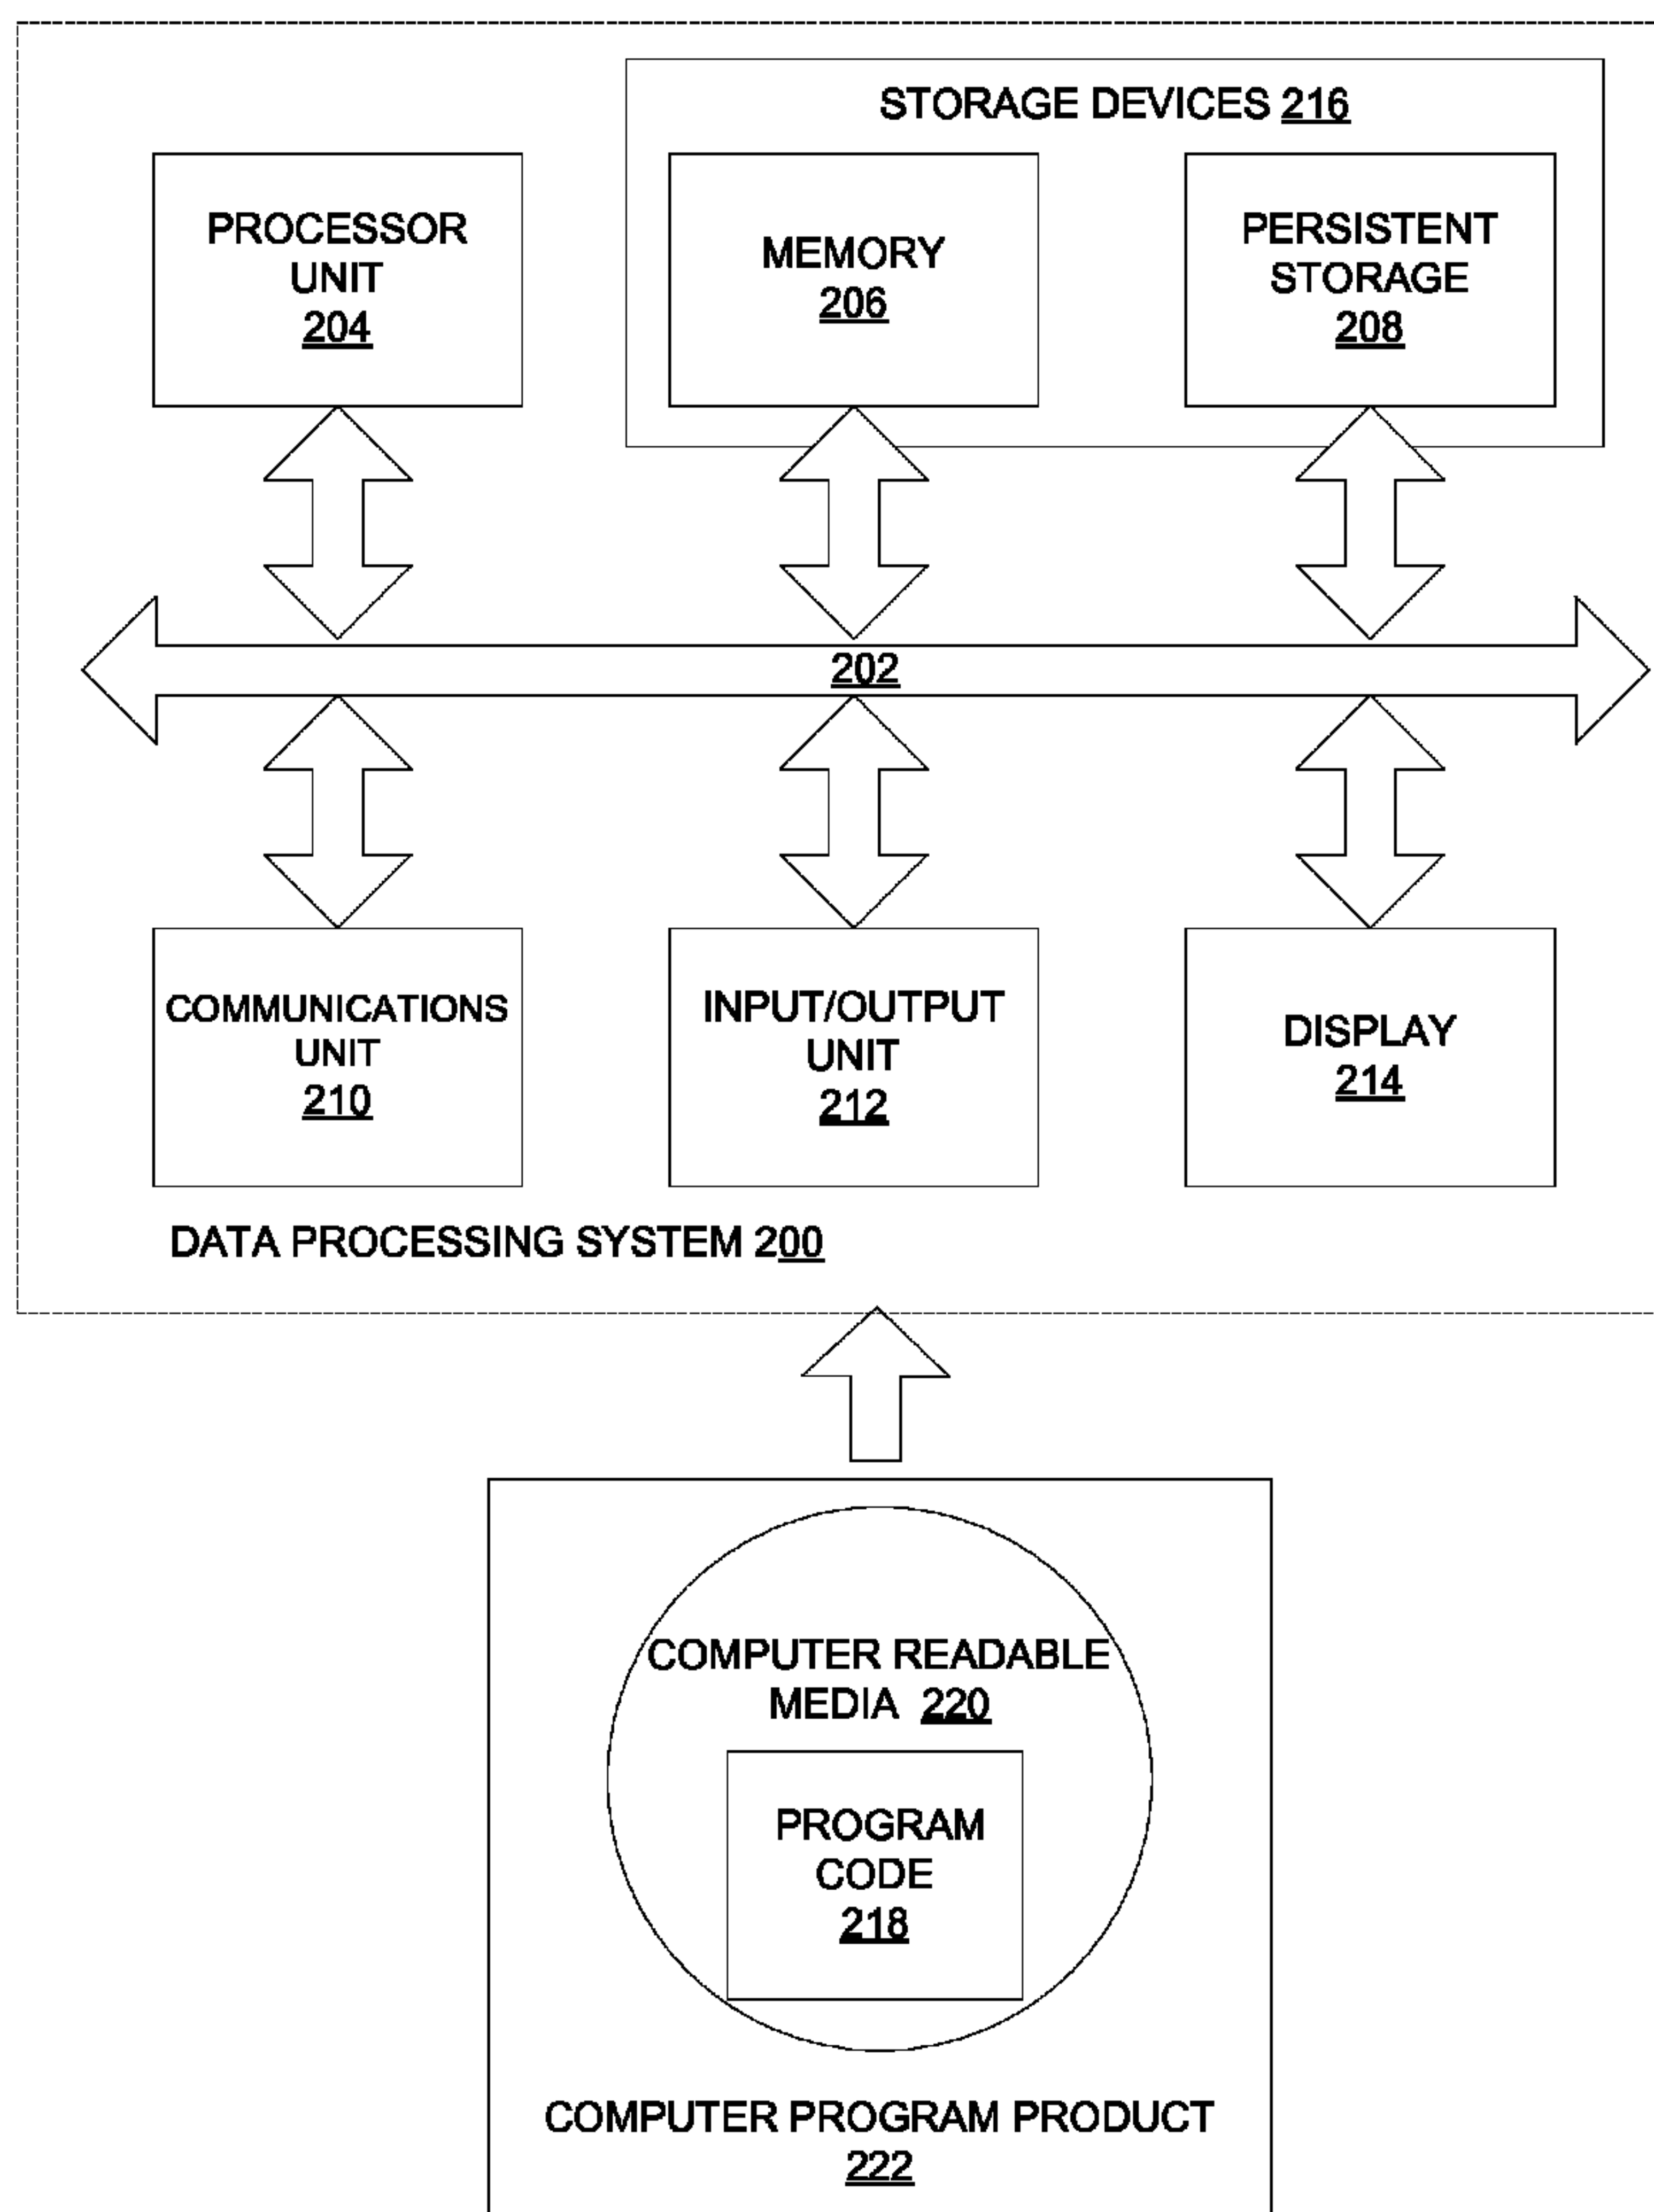 STORAGE DEVICES 216
PROCESSOR
UNIT
204
MEMORY
206
PERSISTENT
STORAGE
208
202
COMMUNICATIONS
UNIT
210
INPUT/OUTPUT
UNIT
212
DISPLAY
214
DATA PROCESSING SYSTEM 200
COMPUTER READABLE
MEDIA 220
PROGRAM
CODE
218
COMPUTER PROGRAM PRODUCT
222